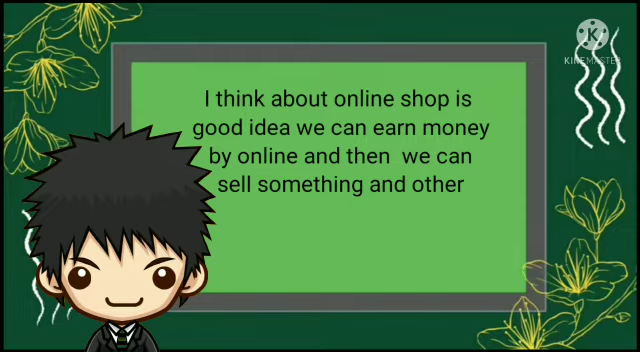 KINEMASTER
I think about online shop is
good idea we can earn money
by online and then we can
sell something and other